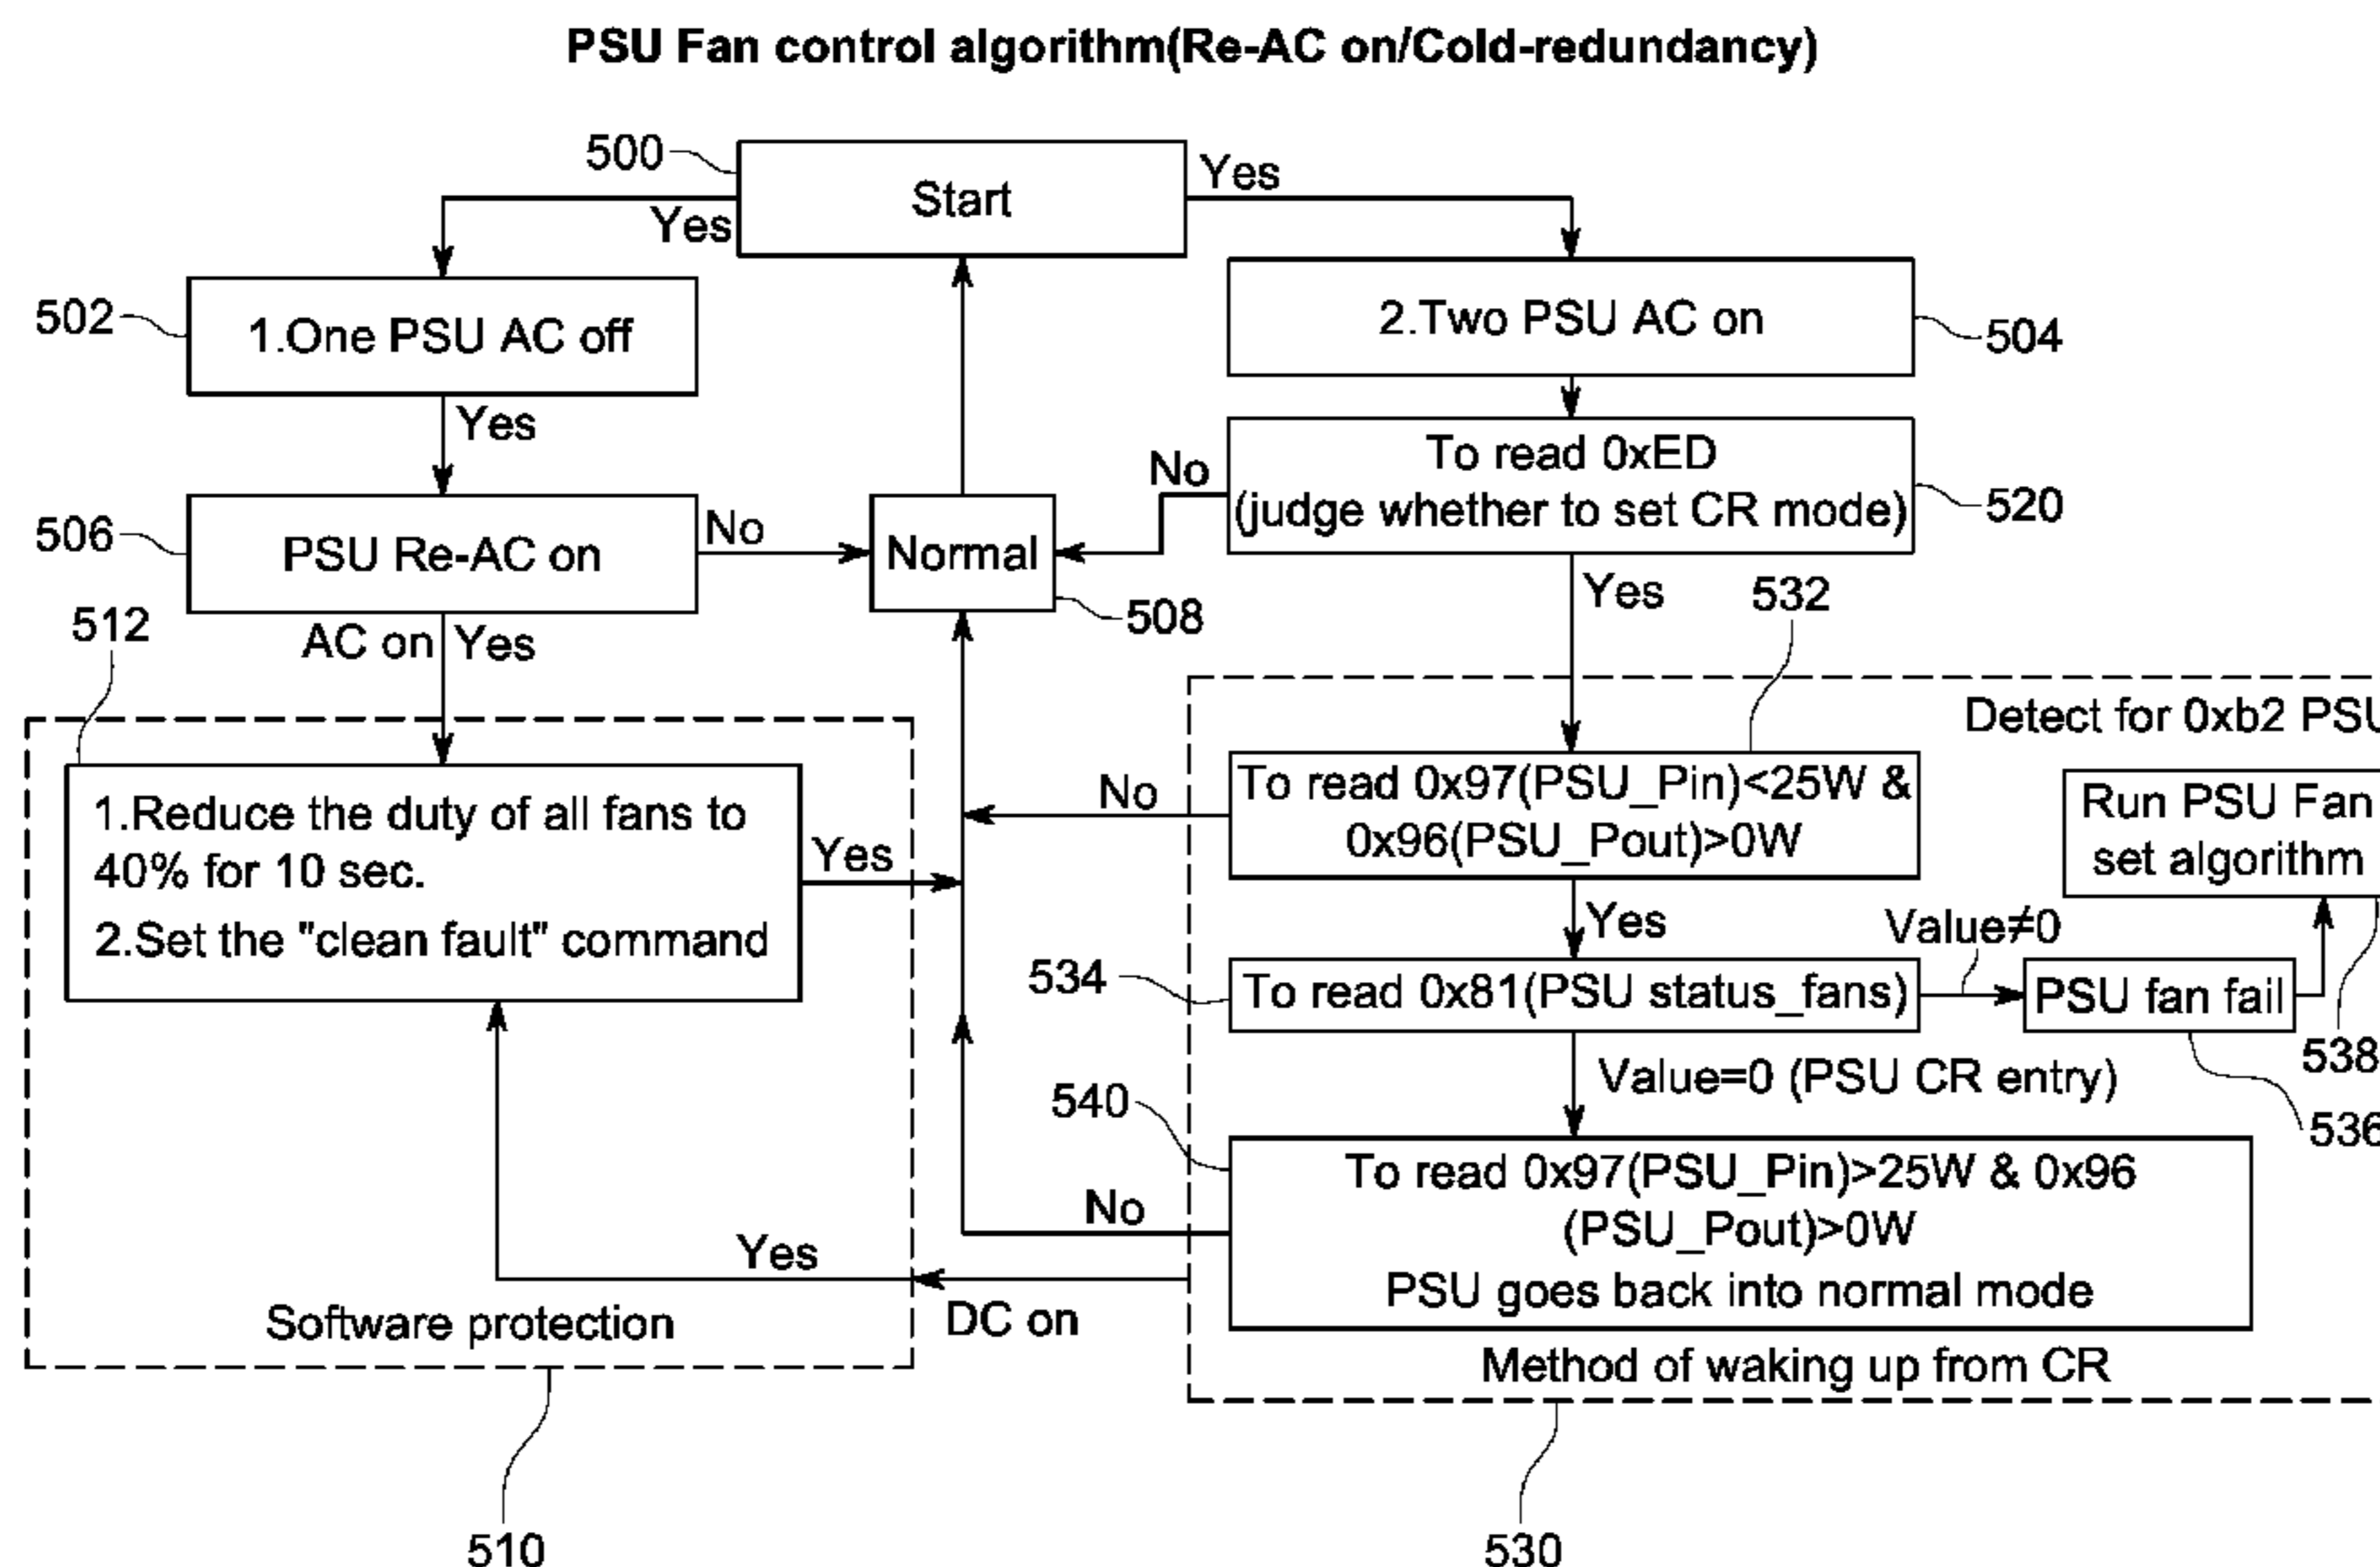 PSU Fan control algorithm(Re-AC on/Cold-redundancy)
500
Start
Yes
Yes
502
1.One PSU AC off
2.Two PSU AC on
504
Yes
To read 0xED
(judge whether to set CR mode)
520
No
506
PSU Re-AC on
No
Normal
508
Yes
532
512
AC on
Yes
Detect for 0xb2 PSU
1.Reduce the duty of all fans to
40% for 10 sec.
2.Set the "clean fault" command
Yes
No
To read 0x97(PSU_Pin)<25W &
0x96(PSU_Pout)>0W
Run PSU Fan
set algorithm
Yes
Value≠0
534
To read 0x81(PSU status_fans)
PSU fan fail
538
Value=0 (PSU CR entry)
536
540
To read 0x97(PSU_Pin)>25W & 0x96
(PSU_Pout)>0W
PSU goes back into normal mode
No
Yes
DC on
Software protection
Method of waking up from CR
510
530